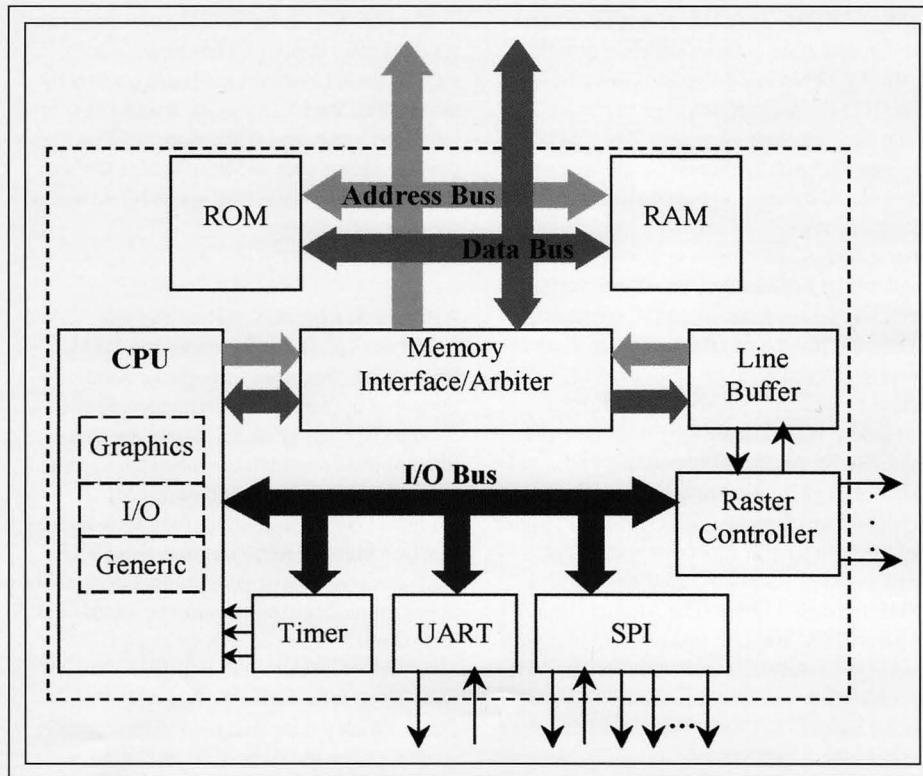 ROM
Address Bus
RAM
Data Bus
CPU
Memory
Interface/Arbiter
Line
Buffer
Graphics
I/O
Generic
I/O Bus
Raster
Controller
Timer
UART
SPI